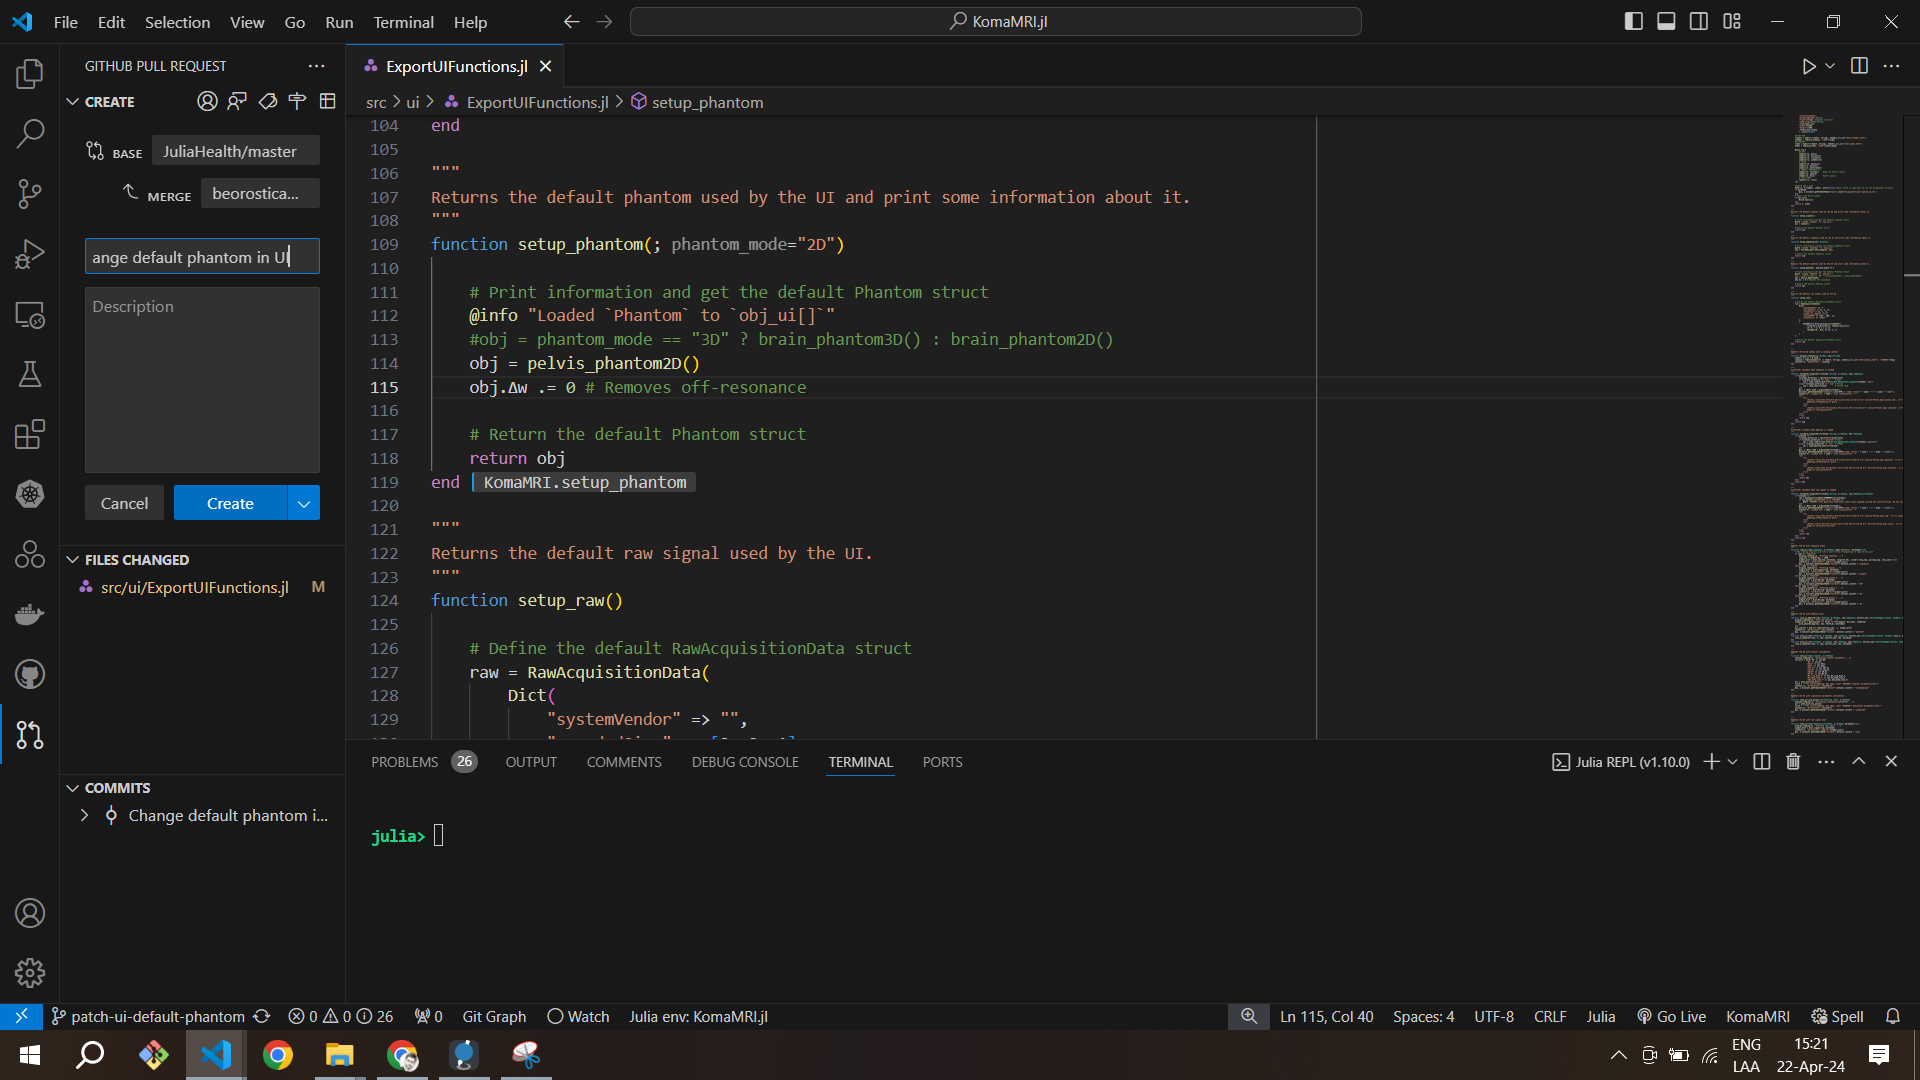 File Edit Selection View Go Run Terminal Help
KomaMRI.jl
GITHUB PULL REQUEST
CREATE
BASE JuliaHealth/master
MERGE beorostica...
ange default phantom in UI
Description
Cancel Create
FILES CHANGED
src/ui/ExportUIFunctions.jl M
COMMITS
Change default phantom i...
ExportUIFunctions.jl
src > ui > ExportUIFunctions.jl > setup_phantom
104 end
105
106 """
107 Returns the default phantom used by the UI and print some information about it.
108 """
109 function setup_phantom(; phantom_mode="2D")
110
111 # Print information and get the default Phantom struct
112 @info "Loaded `Phantom` to `obj_ui[]`"
113 #obj = phantom_mode == "3D" ? brain_phantom3D() : brain_phantom2D()
114 obj = pelvis_phantom2D()
115 obj.Δw .= 0 # Removes off-resonance
116
117 # Return the default Phantom struct
118 return obj
119 end KomaMRI.setup_phantom
120
121 """
122 Returns the default raw signal used by the UI.
123 """
124 function setup_raw()
125
126 # Define the default RawAcquisitionData struct
127 raw = RawAcquisitionData(
128 Dict(
129 "systemVendor" => "",
PROBLEMS 26 OUTPUT COMMENTS DEBUG CONSOLE TERMINAL PORTS
Julia REPL (v1.10.0)
julia>
patch-ui-default-phantom 0 0 26 0 Git Graph Watch Julia env: KomaMRI.jl
Ln 115, Col 40 Spaces: 4 UTF-8 CRLF Julia Go Live KomaMRI Spell
ENG
LAA
15:21
22-Apr-24